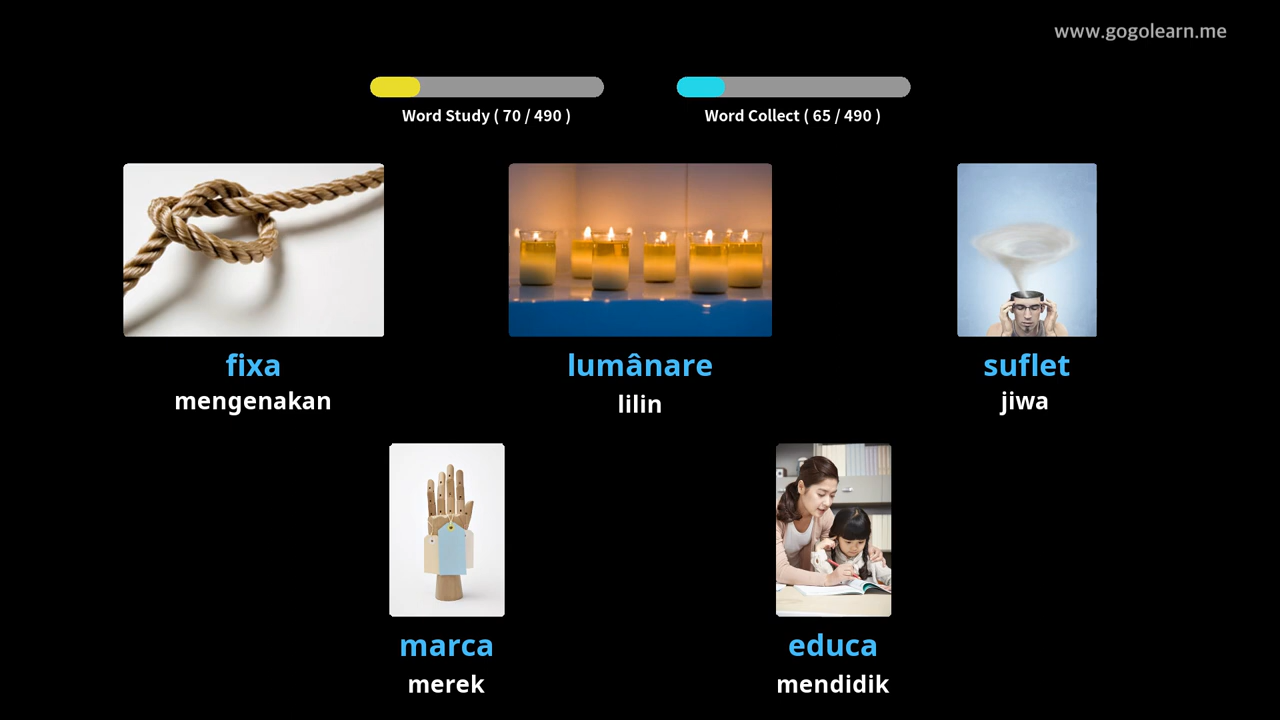 www.gogolearn.me
Word Study ( 70 / 490 )
Word Collect ( 65 / 490 )
fixa
mengenakan
lumânare
lilin
suflet
jiwa
marca
merek
educa
mendidik